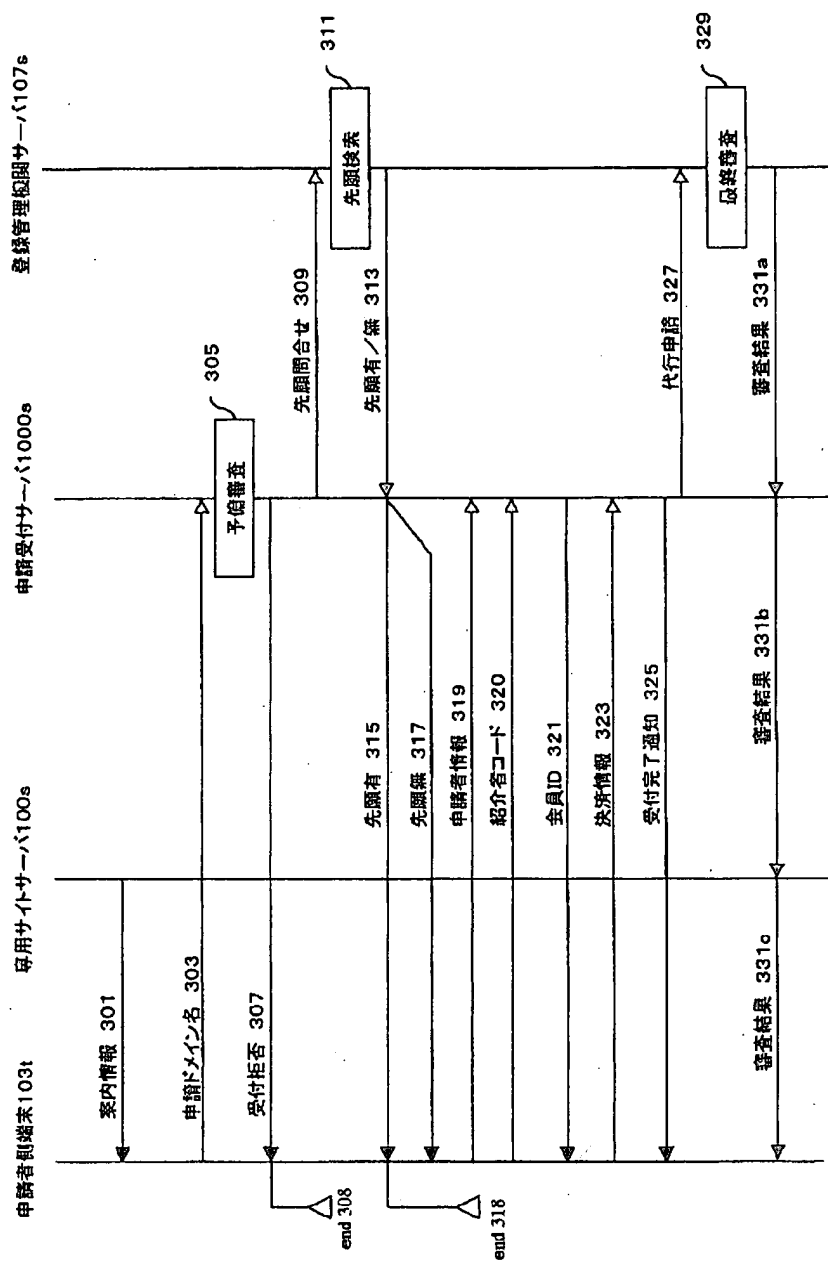 申請者側端末103t
専用サイトサーバ100s
申請受付サーバ1000s
登録管理機関サーバ107s
案内情報 301
申請ドメイン名 303
予備審査
305
受付拒否 307
end 308
先願問合せ 309
先願検索
311
先願有／無 313
先願有 315
先願無 317
end 318
申請者情報 319
紹介者コード 320
会員ID 321
決済情報 323
受付完了通知 325
代行申請 327
最終審査
329
審査結果 331a
審査結果 331b
審査結果 331c